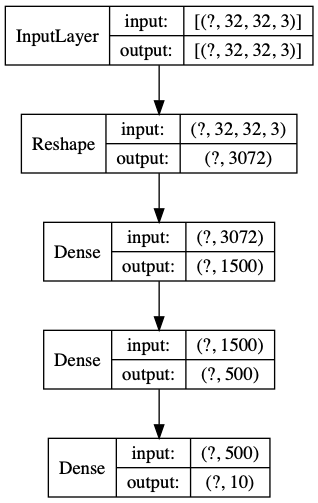 InputLayer
input: [(?, 32, 32, 3)]
output: [(?, 32, 32, 3)]
Reshape
input: (?, 32, 32, 3)
output: (?, 3072)
Dense
input: (?, 3072)
output: (?, 1500)
Dense
input: (?, 1500)
output: (?, 500)
Dense
input: (?, 500)
output: (?, 10)